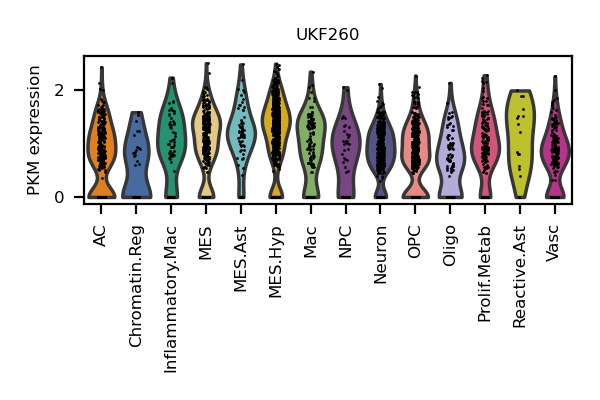 UKF260
PKM expression
2
0
AC
Chromatin.Reg
Inflammatory.Mac
MES
MES.Ast
MES.Hyp
Mac
NPC
Neuron
OPC
Oligo
Prolif.Metab
Reactive.Ast
Vasc